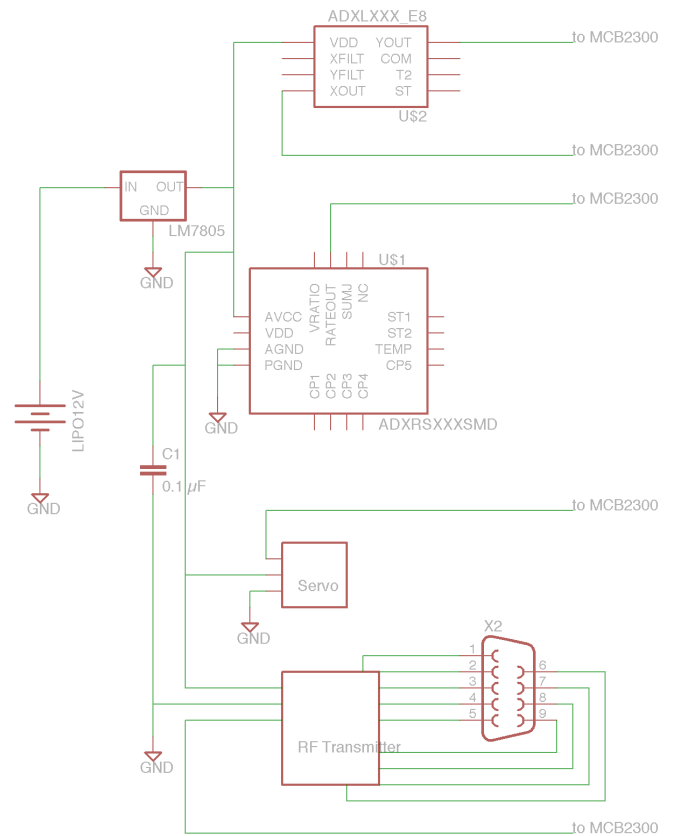 ADXLXXX_E8
to MCB2300
VDD YOUT
XFILT COM
YFILT T2
XOUT ST
U$2
to MCB2300
IN OUT
GND
LM7805
to MCB2300
GND
U$1
VRATIO
RATEOUT
SUMJ
NC
AVCC ST1
VDD ST2
AGND TEMP
PGND CP5
CP1
CP2
CP3
CP4
LIPO12V
GND
ADXRSXXXSMD
C1
0.1 µF
GND
to MCB2300
Servo
GND
X2
1
2 6
3 7
4 8
5 9
RF Transmitter
GND
to MCB2300